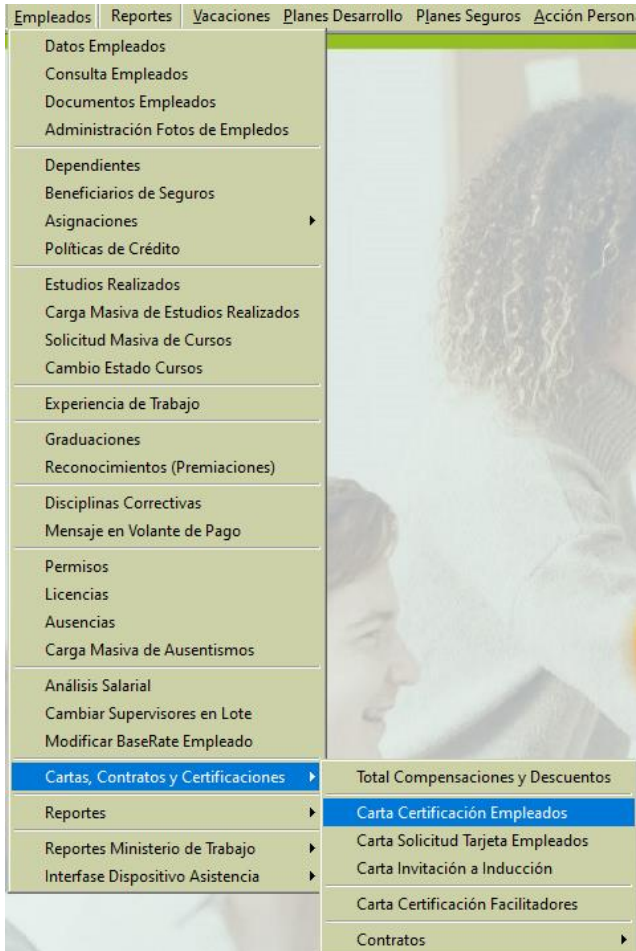 Empleados Reportes Vacaciones Planes Desarrollo Planes Seguros Acción Person
Datos Empleados
Consulta Empleados
Documentos Empleados
Administración Fotos de Empledos
Dependientes
Beneficiarios de Seguros
Asignaciones
Políticas de Crédito
Estudios Realizados
Carga Masiva de Estudios Realizados
Solicitud Masiva de Cursos
Cambio Estado Cursos
Experiencia de Trabajo
Graduaciones
Reconocimientos (Premiaciones)
Disciplinas Correctivas
Mensaje en Volante de Pago
Permisos
Licencias
Ausencias
Carga Masiva de Ausentismos
Análisis Salarial
Cambiar Supervisores en Lote
Modificar BaseRate Empleado
Cartas, Contratos y Certificaciones
Reportes
Reportes Ministerio de Trabajo
Interfase Dispositivo Asistencia
Total Compensaciones y Descuentos
Carta Certificación Empleados
Carta Solicitud Tarjeta Empleados
Carta Invitación a Inducción
Carta Certificación Facilitadores
Contratos